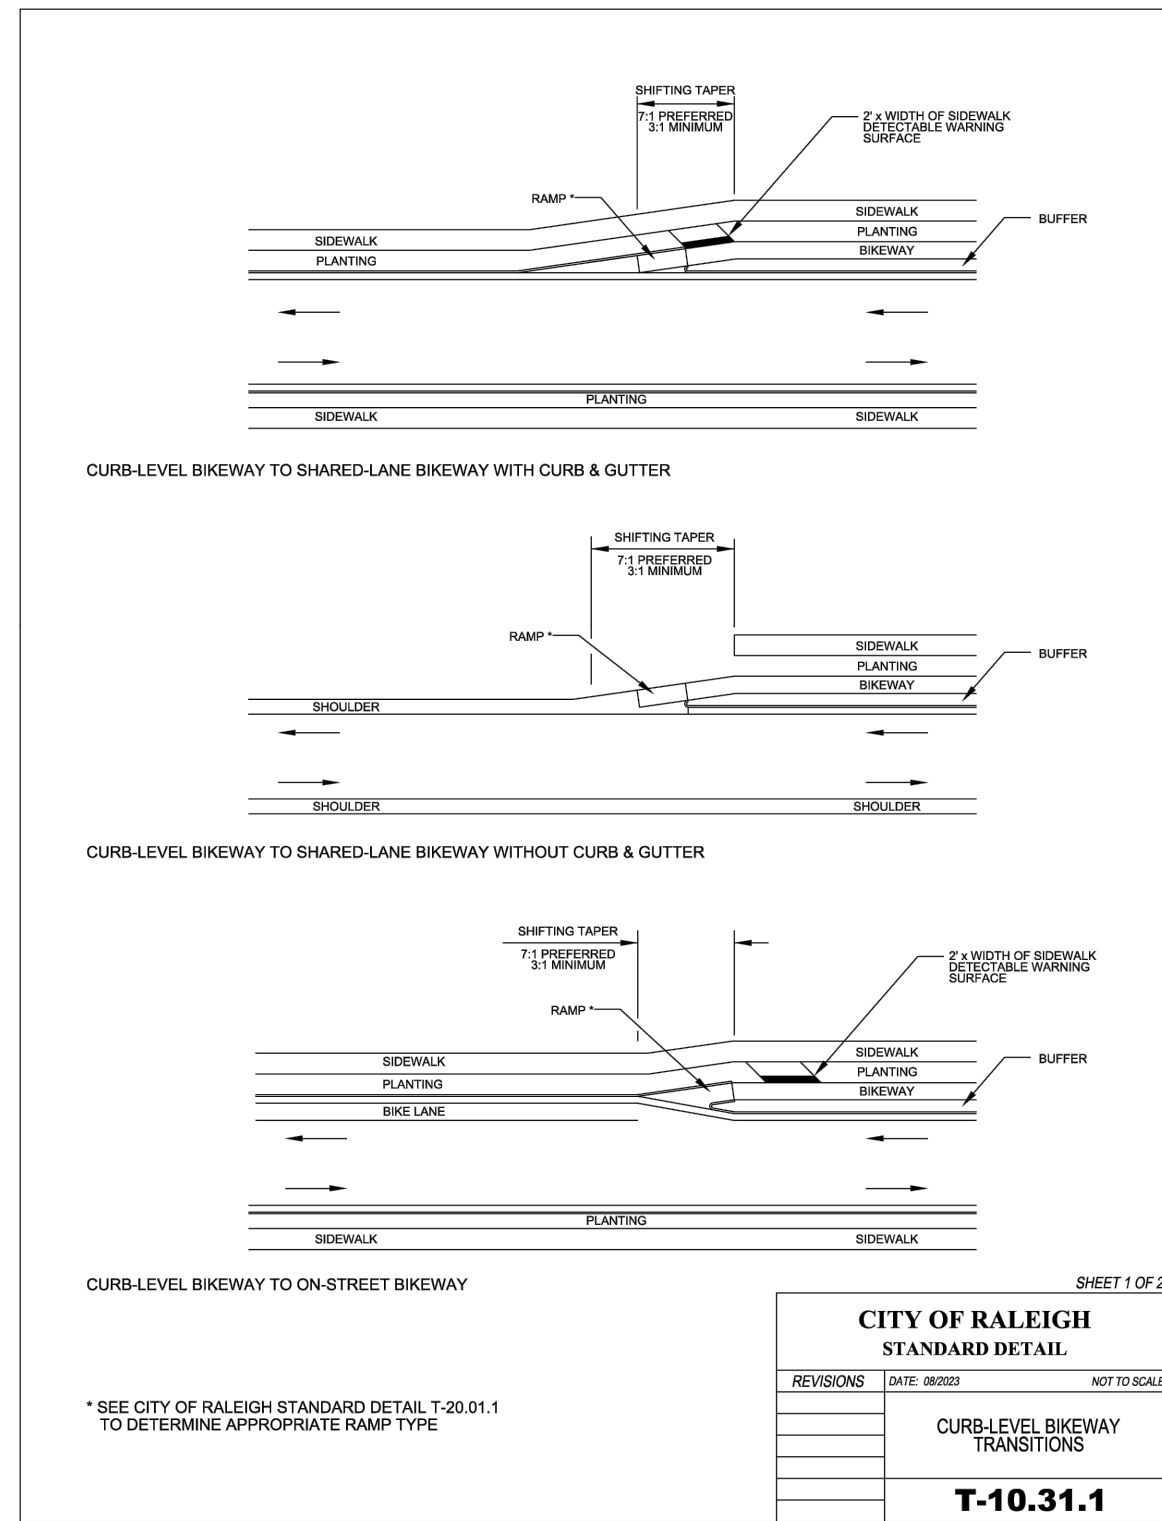 SHIFTING TAPER
7:1 PREFERRED
3:1 MINIMUM
2' x WIDTH OF SIDEWALK
DETECTABLE WARNING
SURFACE
RAMP *
SIDEWALK
BUFFER
PLANTING
SIDEWALK
BIKEWAY
PLANTING
PLANTING
SIDEWALK
SIDEWALK
CURB-LEVEL BIKEWAY TO SHARED-LANE BIKEWAY WITH CURB & GUTTER
SHIFTING TAPER
7:1 PREFERRED
3:1 MINIMUM
RAMP *
SIDEWALK
BUFFER
PLANTING
BIKEWAY
SHOULDER
SHOULDER
SHOULDER
CURB-LEVEL BIKEWAY TO SHARED-LANE BIKEWAY WITHOUT CURB & GUTTER
SHIFTING TAPER
7:1 PREFERRED
3:1 MINIMUM
2' x WIDTH OF SIDEWALK
DETECTABLE WARNING
SURFACE
RAMP *
SIDEWALK
BUFFER
SIDEWALK
PLANTING
PLANTING
BIKEWAY
BIKE LANE
PLANTING
SIDEWALK
SIDEWALK
CURB-LEVEL BIKEWAY TO ON-STREET BIKEWAY
SHEET 1 OF 2
CITY OF RALEIGH
STANDARD DETAIL
REVISIONS
DATE: 08/2023
NOT TO SCALE
* SEE CITY OF RALEIGH STANDARD DETAIL T-20.01.1
TO DETERMINE APPROPRIATE RAMP TYPE
CURB-LEVEL BIKEWAY
TRANSITIONS
T-10.31.1